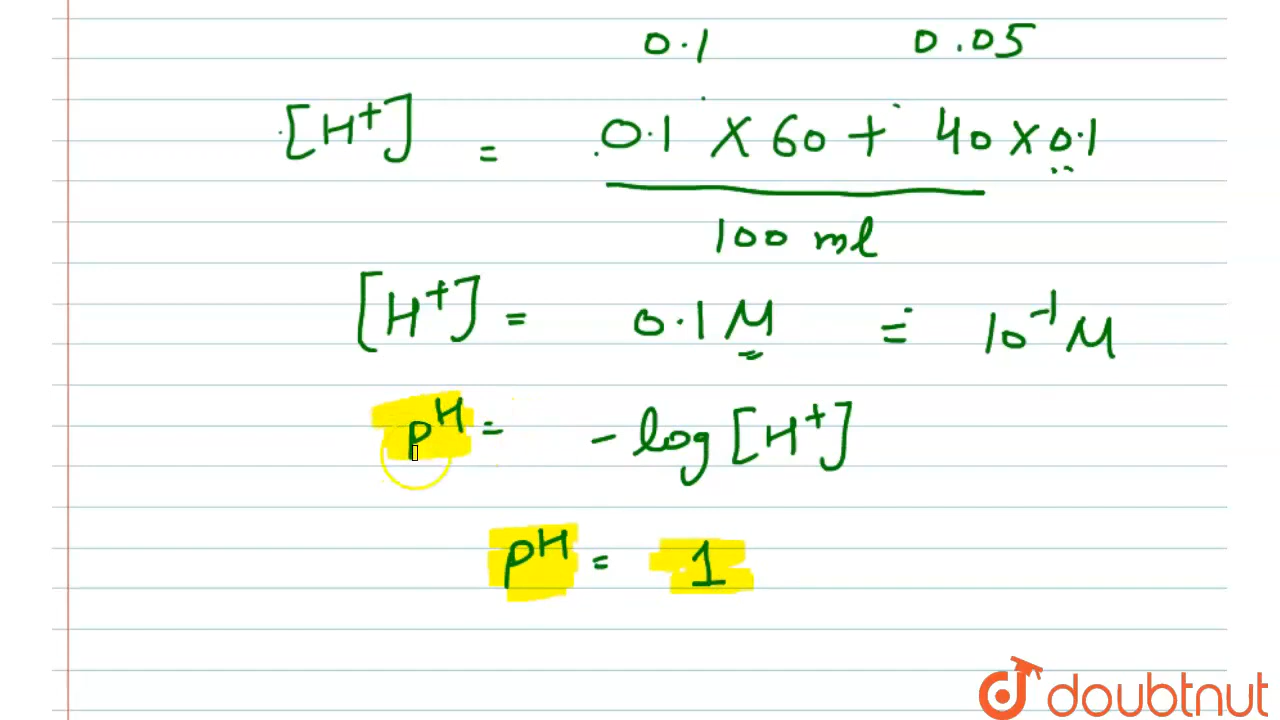 0.1 0.05
[H⁺] = 0.1 X 60 + 40 X 0.1
100 ml
[H⁺] = 0.1 M = 10⁻¹ M
pᴴ = - log [H⁺]
pᴴ = 1
doubtnut